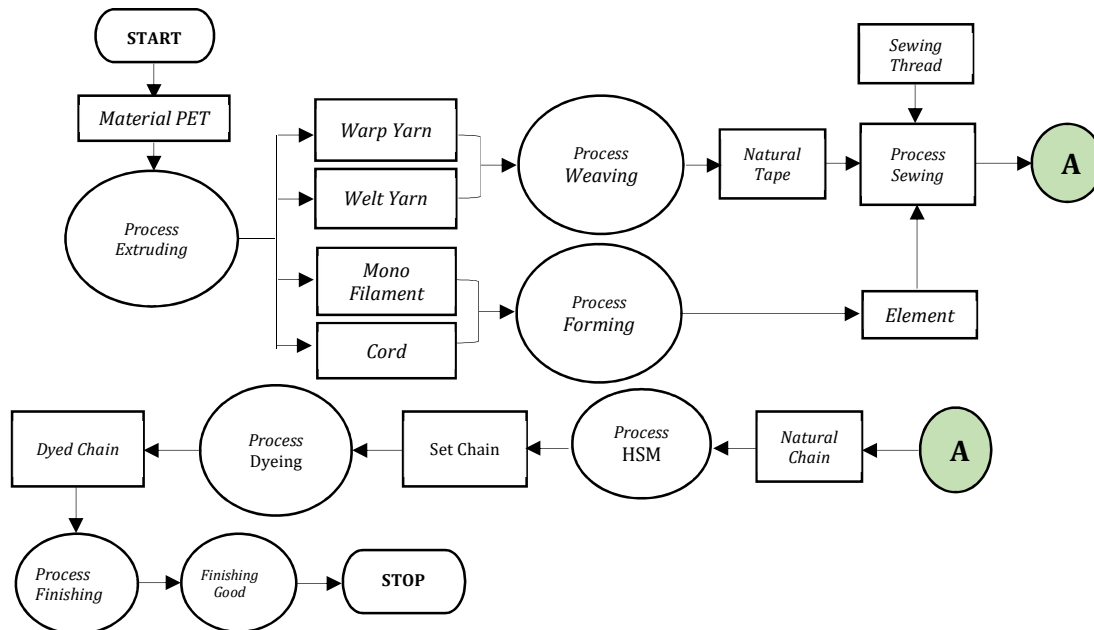 START
Material PET
Process
Extruding
Warp Yarn
Welt Yarn
Mono
Filament
Cord
Process
Weaving
Process
Forming
Natural
Tape
Sewing
Thread
Process
Sewing
Element
A
A
Natural
Chain
Process
HSM
Set Chain
Process
Dyeing
Dyed Chain
Process
Finishing
Finishing
Good
STOP